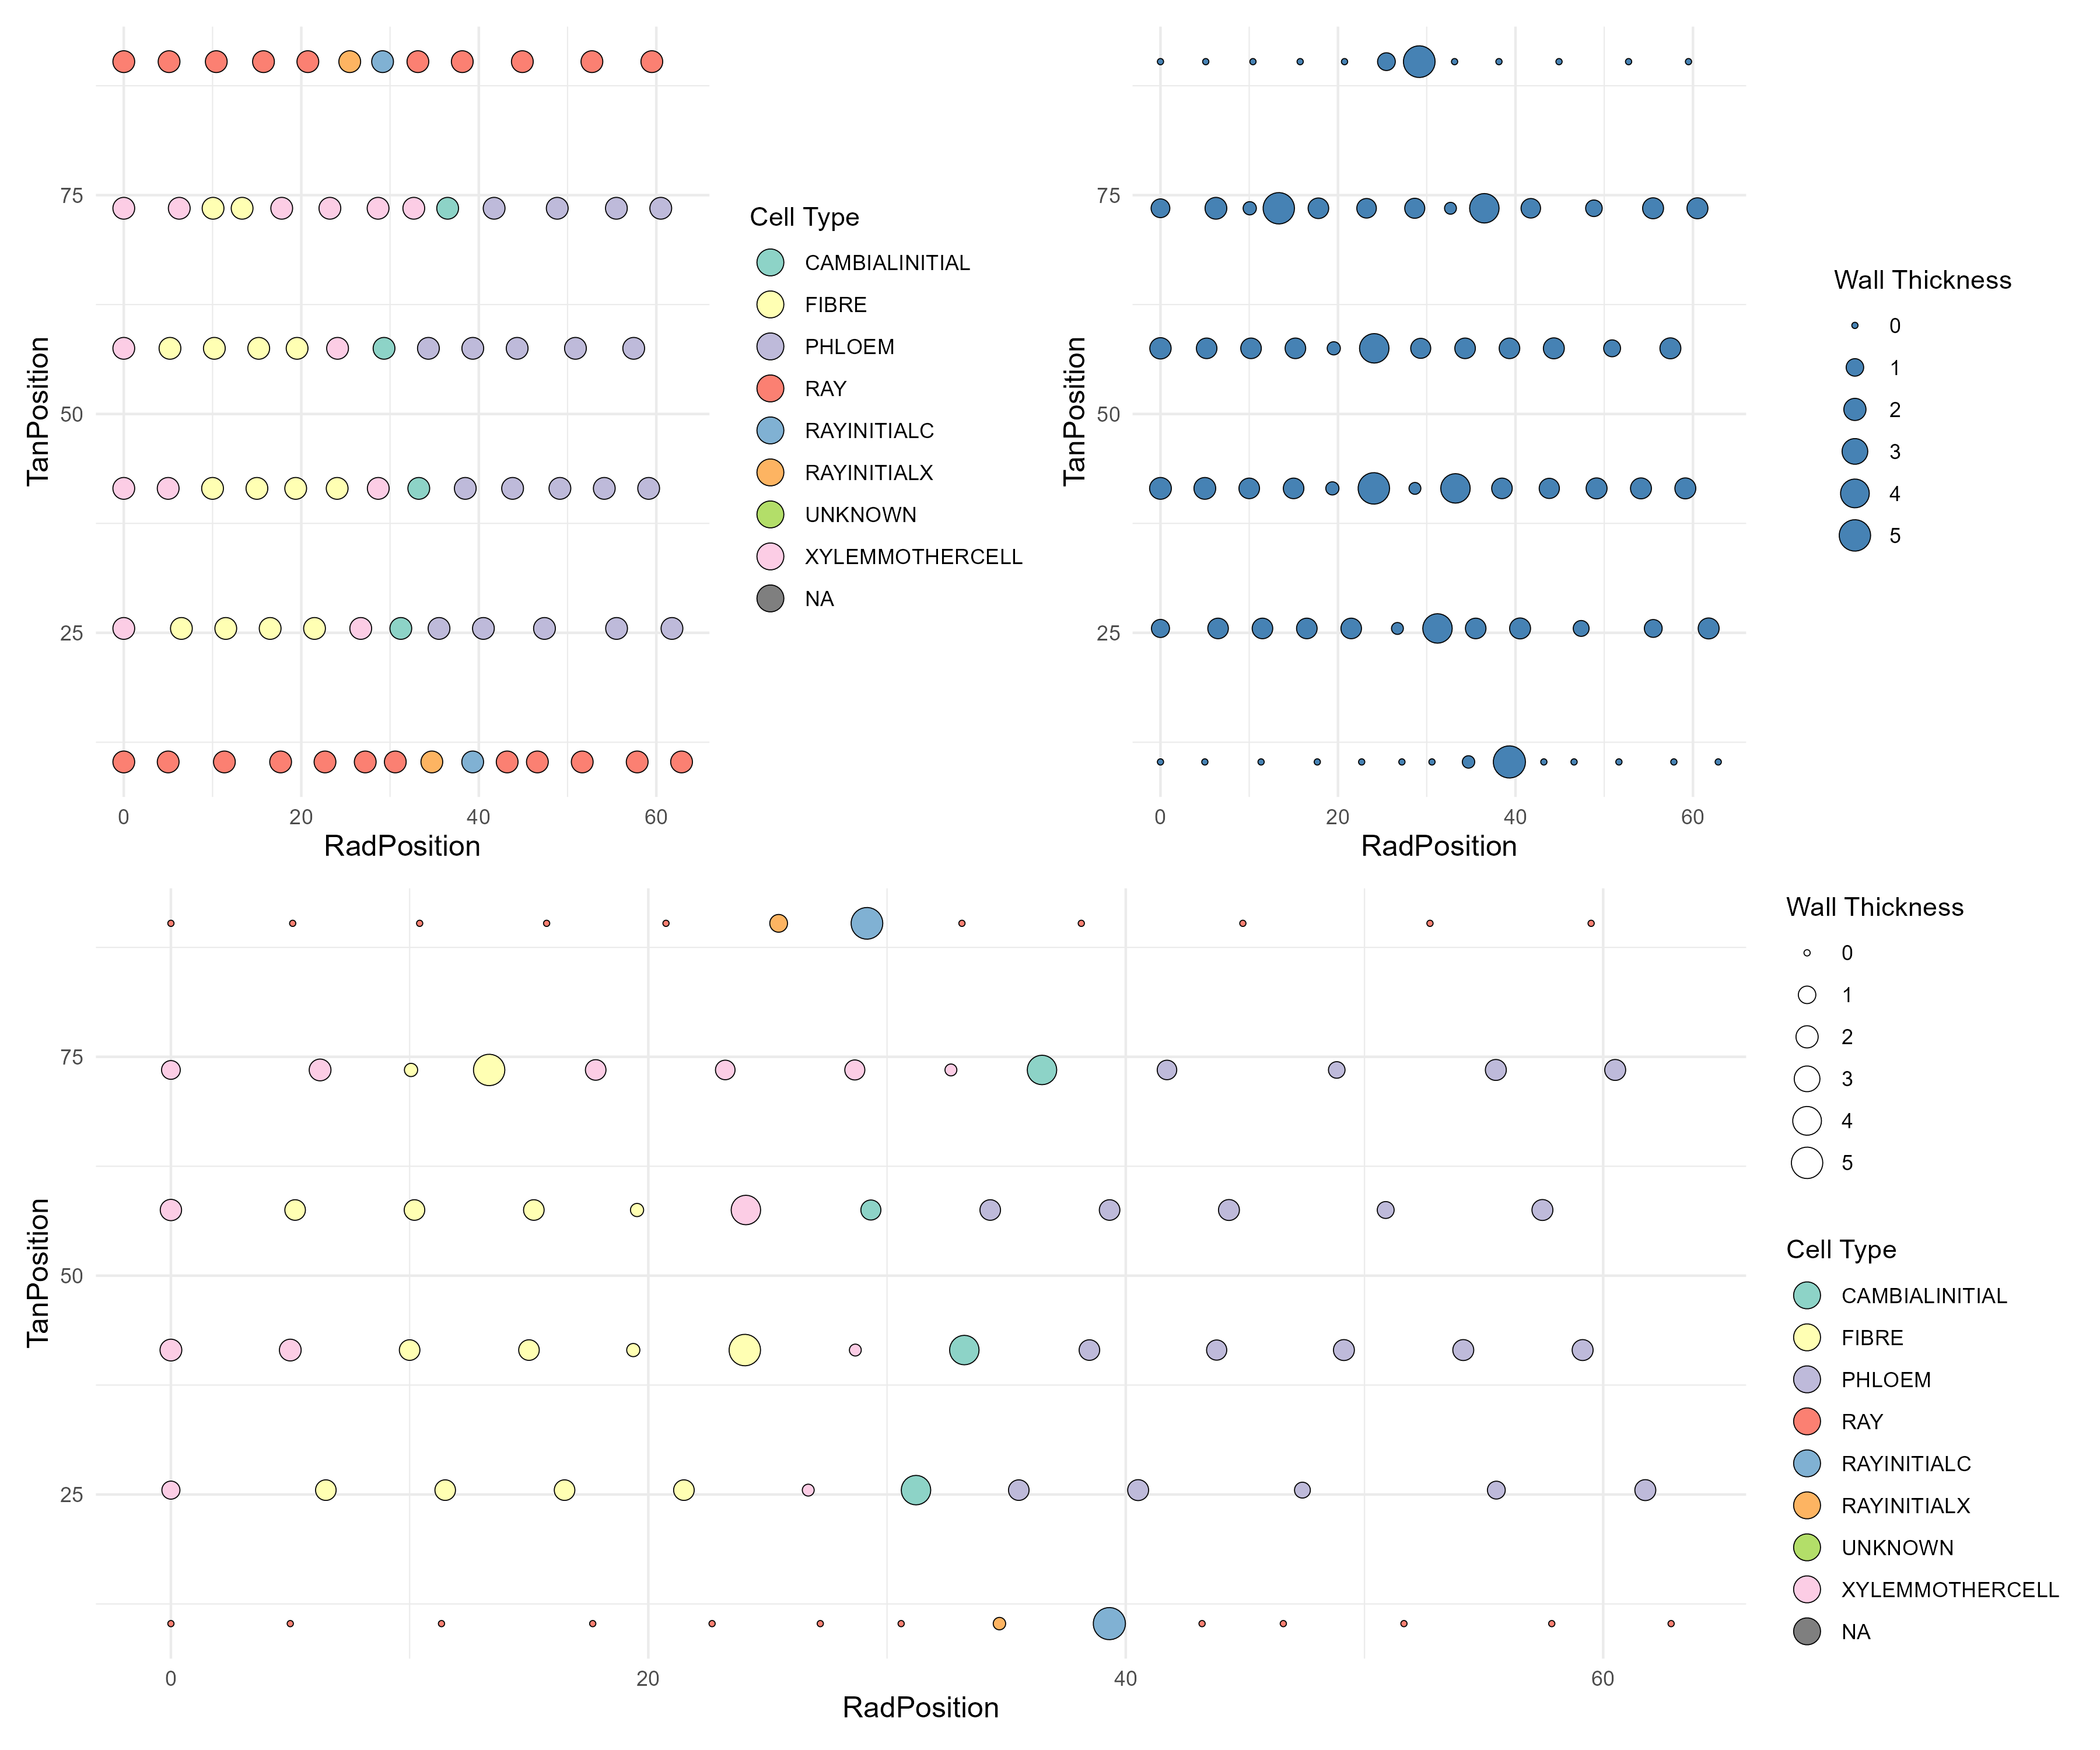 75
50
25
TanPosition
0 20 40 60
RadPosition
Cell Type
CAMBIALINITIAL
FIBRE
PHLOEM
RAY
RAYINITIALC
RAYINITIALX
UNKNOWN
XYLEMMOTHERCELL
NA
75
50
25
TanPosition
0 20 40 60
RadPosition
Wall Thickness
0
1
2
3
4
5
75
50
25
TanPosition
0 20 40 60
RadPosition
Wall Thickness
0
1
2
3
4
5
Cell Type
CAMBIALINITIAL
FIBRE
PHLOEM
RAY
RAYINITIALC
RAYINITIALX
UNKNOWN
XYLEMMOTHERCELL
NA